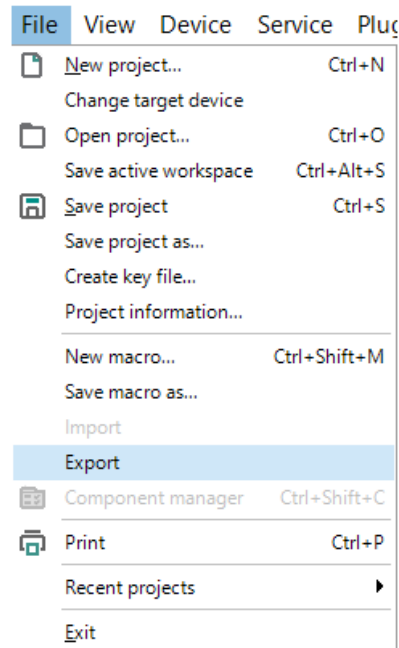 File View Device Service Plug
New project... Ctrl+N
Change target device
Open project... Ctrl+O
Save active workspace Ctrl+Alt+S
Save project Ctrl+S
Save project as...
Create key file...
Project information...
New macro... Ctrl+Shift+M
Save macro as...
Import
Export
Component manager Ctrl+Shift+C
Print Ctrl+P
Recent projects
Exit